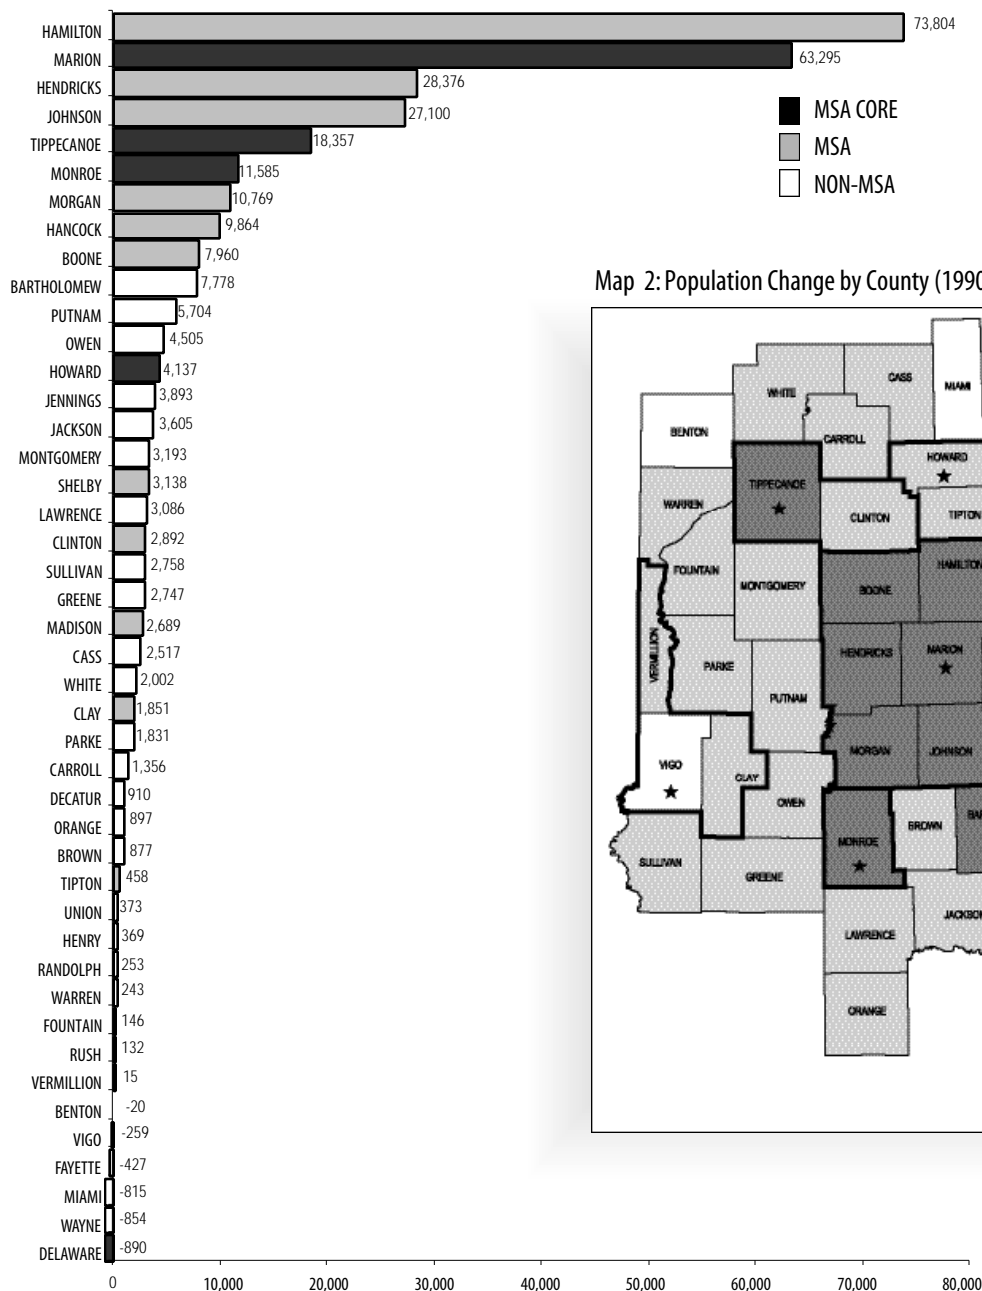 HAMILTON 73,804
MARION 63,295
HENDRICKS 28,376
JOHNSON 27,100
TIPPECANOE 18,357
MONROE 11,585
MORGAN 10,769
HANCOCK 9,864
BOONE 7,960
BARTHOLOMEW 7,778
PUTNAM 5,704
OWEN 4,505
HOWARD 4,137
JENNINGS 3,893
JACKSON 3,605
MONTGOMERY 3,193
SHELBY 3,138
LAWRENCE 3,086
CLINTON 2,892
SULLIVAN 2,758
GREENE 2,747
MADISON 2,689
CASS 2,517
WHITE 2,002
CLAY 1,851
PARKE 1,831
CARROLL 1,356
DECATUR 910
ORANGE 897
BROWN 877
TIPTON 458
UNION 373
HENRY 369
RANDOLPH 253
WARREN 243
FOUNTAIN 146
RUSH 132
VERMILLION 15
BENTON -20
VIGO -259
FAYETTE -427
MIAMI -815
WAYNE -854
DELAWARE -890
0 10,000 20,000 30,000 40,000 50,000 60,000 70,000 80,000
MSA CORE
MSA
NON-MSA
Map 2: Population Change by County (1990
WHITE
CASS
MIAMI
BENTON
CARROLL
HOWARD
TIPPECANOE
WARREN
CLINTON
TIPTON
FOUNTAIN
MONTGOMERY
BOONE
HAMILTON
VERMILLION
PARKE
HENDRICKS
MARION
PUTNAM
VIGO
CLAY
MORGAN
JOHNSON
OWEN
BROWN
BAR
SULLIVAN
GREENE
MONROE
JACKSON
LAWRENCE
ORANGE